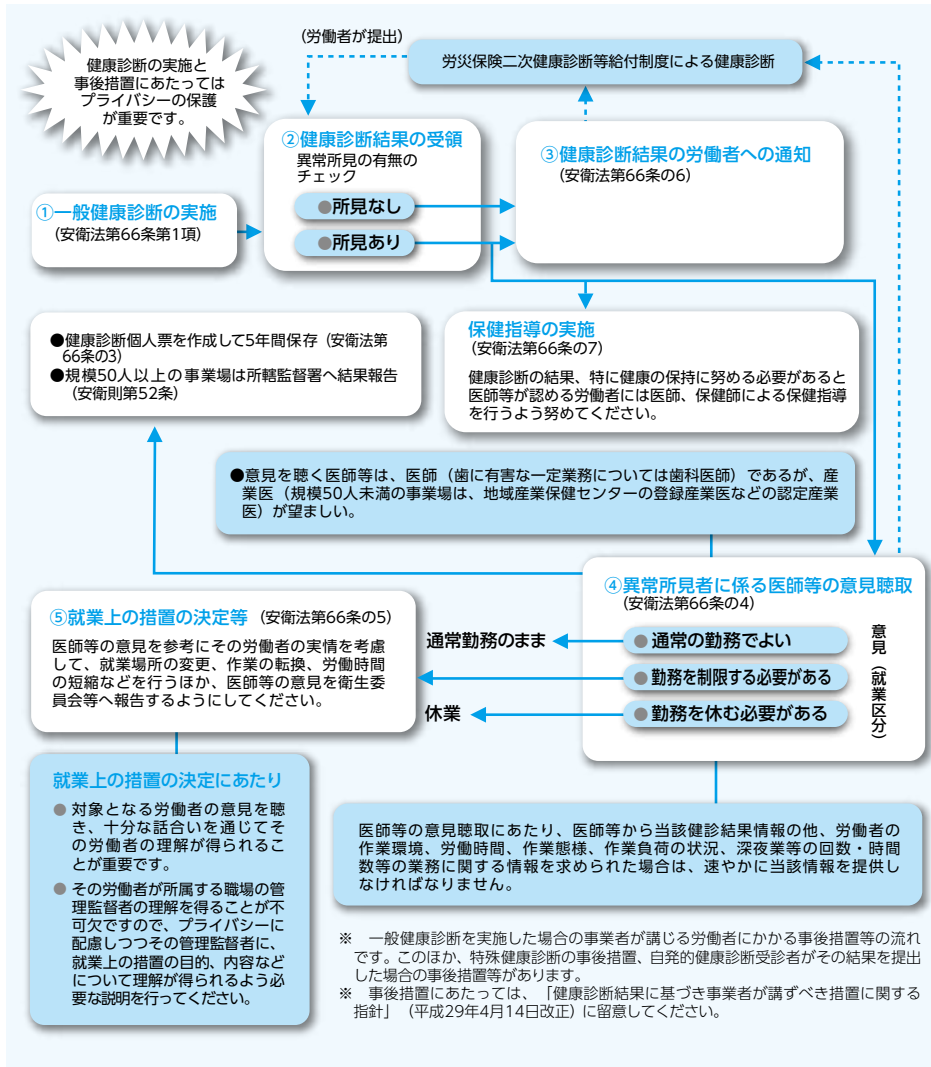 健康診断の実施と
事後措置にあたっては
プライバシーの保護
が重要です。
(労働者が提出)
労災保険二次健康診断等給付制度による健康診断
①一般健康診断の実施
(安衛法第66条第1項)
②健康診断結果の受領
異常所見の有無の
チェック
●所見なし
●所見あり
③健康診断結果の労働者への通知
(安衛法第66条の6)
保健指導の実施
(安衛法第66条の7)
健康診断の結果、特に健康の保持に努める必要があると
医師等が認める労働者には医師、保健師による保健指導
を行うよう努めてください。
●健康診断個人票を作成して5年間保存(安衛法第
66条の3)
●規模50人以上の事業場は所轄監督署へ結果報告
(安衛則第52条)
●意見を聴く医師等は、医師(歯に有害な一定業務については歯科医師)であるが、産
業医(規模50人未満の事業場は、地域産業保健センターの登録産業医などの認定産業
医)が望ましい。
④異常所見者に係る医師等の意見聴取
(安衛法第66条の4)
●通常の勤務でよい
●勤務を制限する必要がある
●勤務を休む必要がある
意見(就業区分)
通常勤務のまま
休業
⑤就業上の措置の決定等 (安衛法第66条の5)
医師等の意見を参考にその労働者の実情を考慮
して、就業場所の変更、作業の転換、労働時間
の短縮などを行うほか、医師等の意見を衛生委
員会等へ報告するようにしてください。
就業上の措置の決定にあたり
● 対象となる労働者の意見を聴
き、十分な話合いを通じてそ
の労働者の理解が得られるこ
とが重要です。
● その労働者が所属する職場の管
理監督者の理解を得ることが不
可欠ですので、プライバシーに
配慮しつつその管理監督者に、
就業上の措置の目的、内容など
について理解が得られるよう必
要な説明を行ってください。
医師等の意見聴取にあたり、医師等から当該健診結果情報の他、労働者の
作業環境、労働時間、作業態様、作業負荷の状況、深夜業等の回数・時間
数等の業務に関する情報を求められた場合は、速やかに当該情報を提供し
なければなりません。
※ 一般健康診断を実施した場合の事業者が講じる労働者にかかる事後措置等の流れ
です。このほか、特殊健康診断の事後措置、自発的健康診断受診者がその結果を提出
した場合の事後措置等があります。
※ 事後措置にあたっては、「健康診断結果に基づき事業者が講ずべき措置に関する
指針」(平成29年4月14日改正)に留意してください。